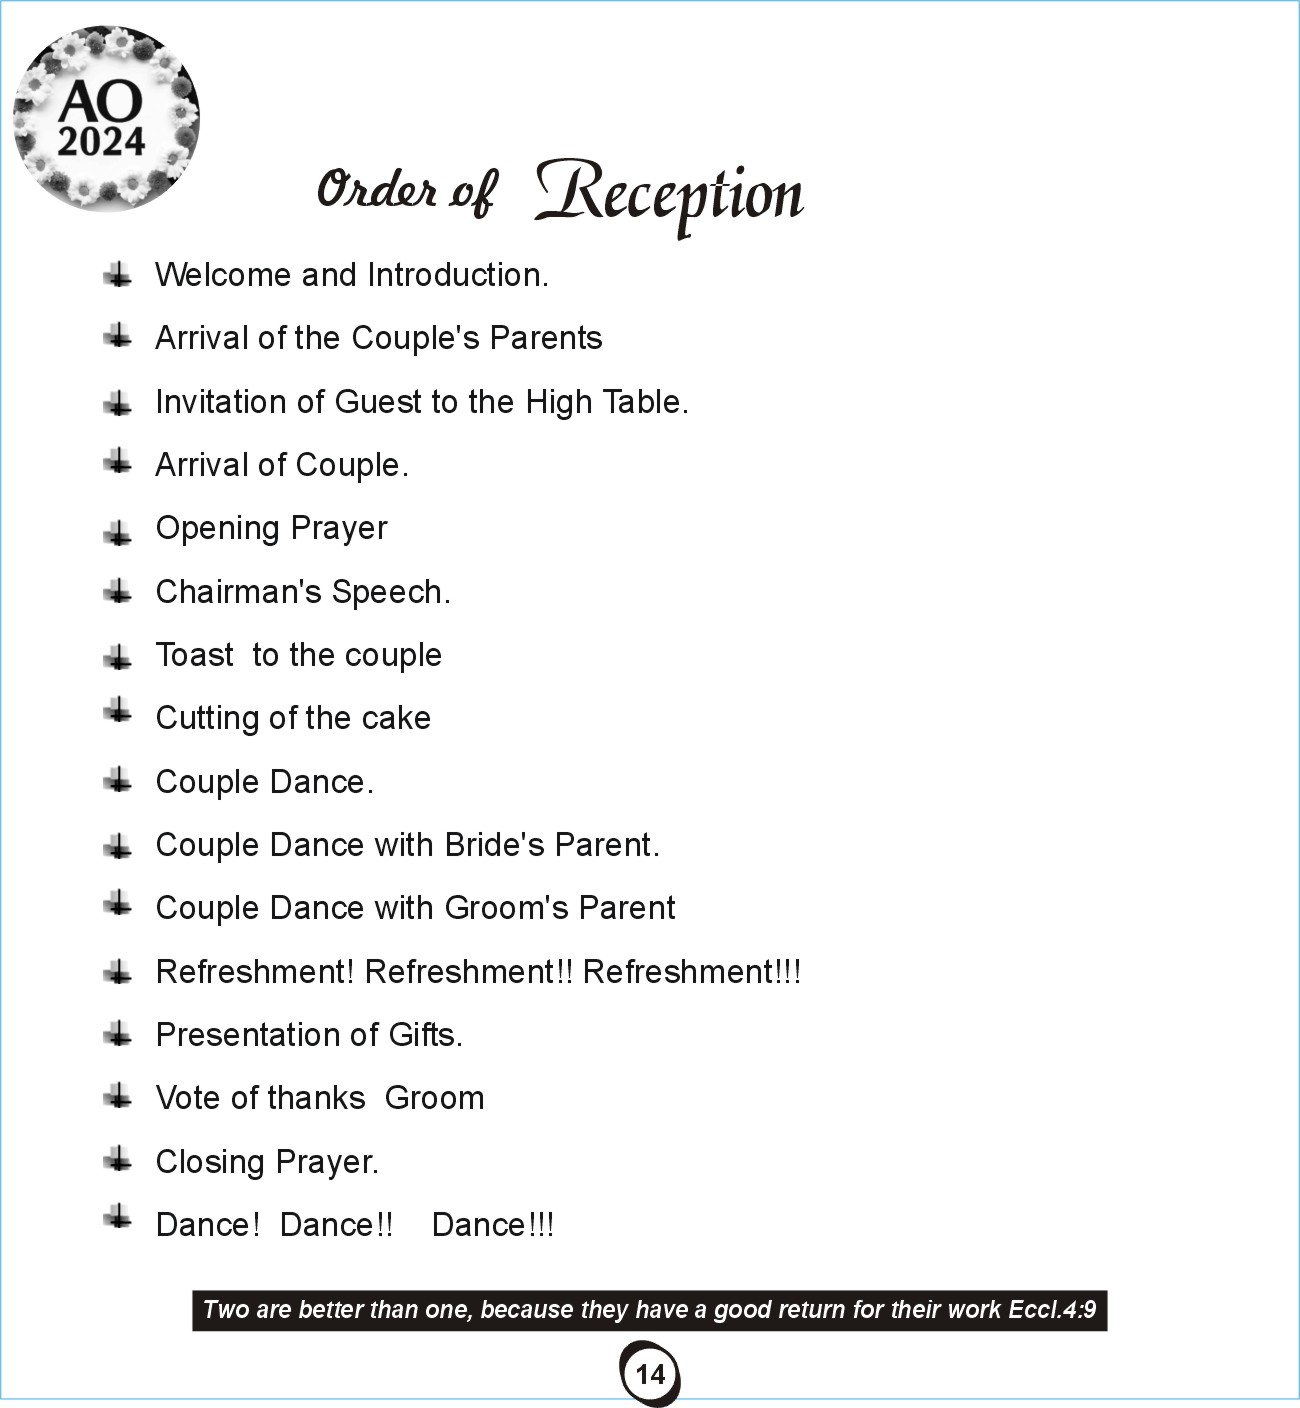 AO
2024
Order of Reception
Welcome and Introduction.
Arrival of the Couple's Parents
Invitation of Guest to the High Table.
Arrival of Couple.
Opening Prayer
Chairman's Speech.
Toast  to the couple
Cutting of the cake
Couple Dance.
Couple Dance with Bride's Parent.
Couple Dance with Groom's Parent
Refreshment! Refreshment!! Refreshment!!!
Presentation of Gifts.
Vote of thanks  Groom
Closing Prayer.
Dance!  Dance!!    Dance!!!
Two are better than one, because they have a good return for their work Eccl.4:9
14